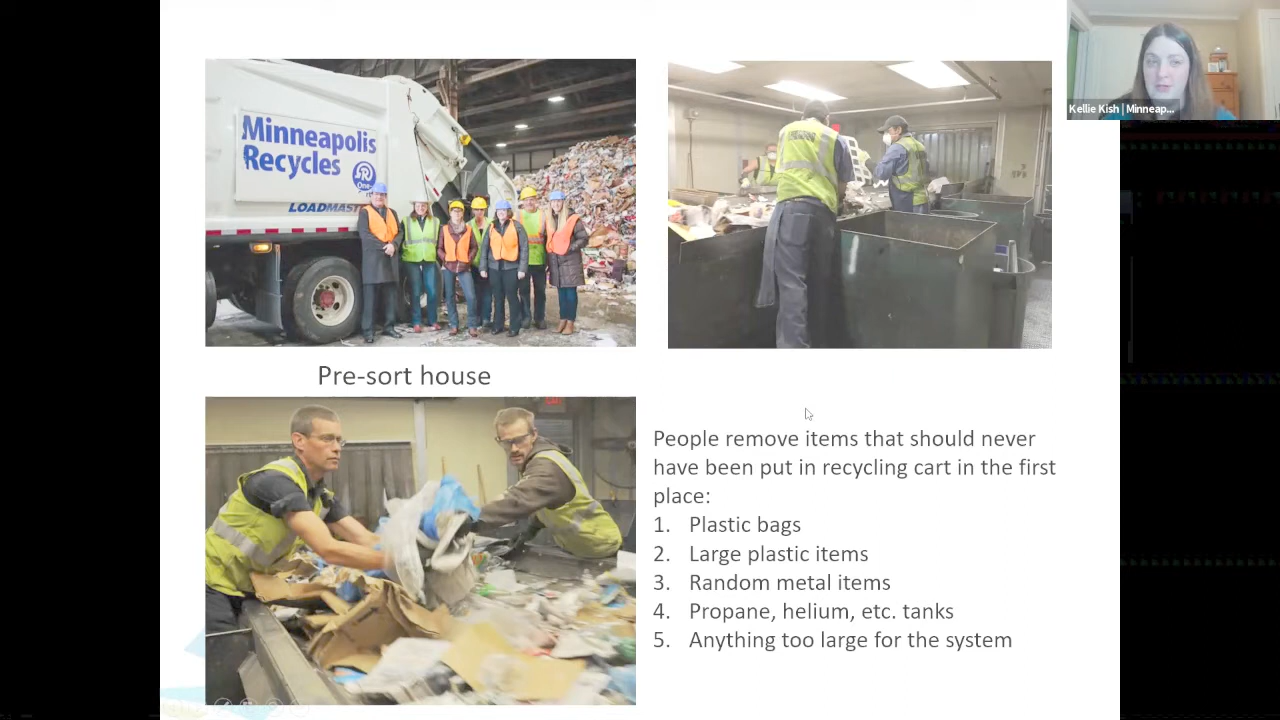 Minneapolis
Recycles
One-
LOADMAST
Kellie Kish | Minneap...
Pre-sort house
People remove items that should never
have been put in recycling cart in the first
place:
1. Plastic bags
2. Large plastic items
3. Random metal items
4. Propane, helium, etc. tanks
5. Anything too large for the system